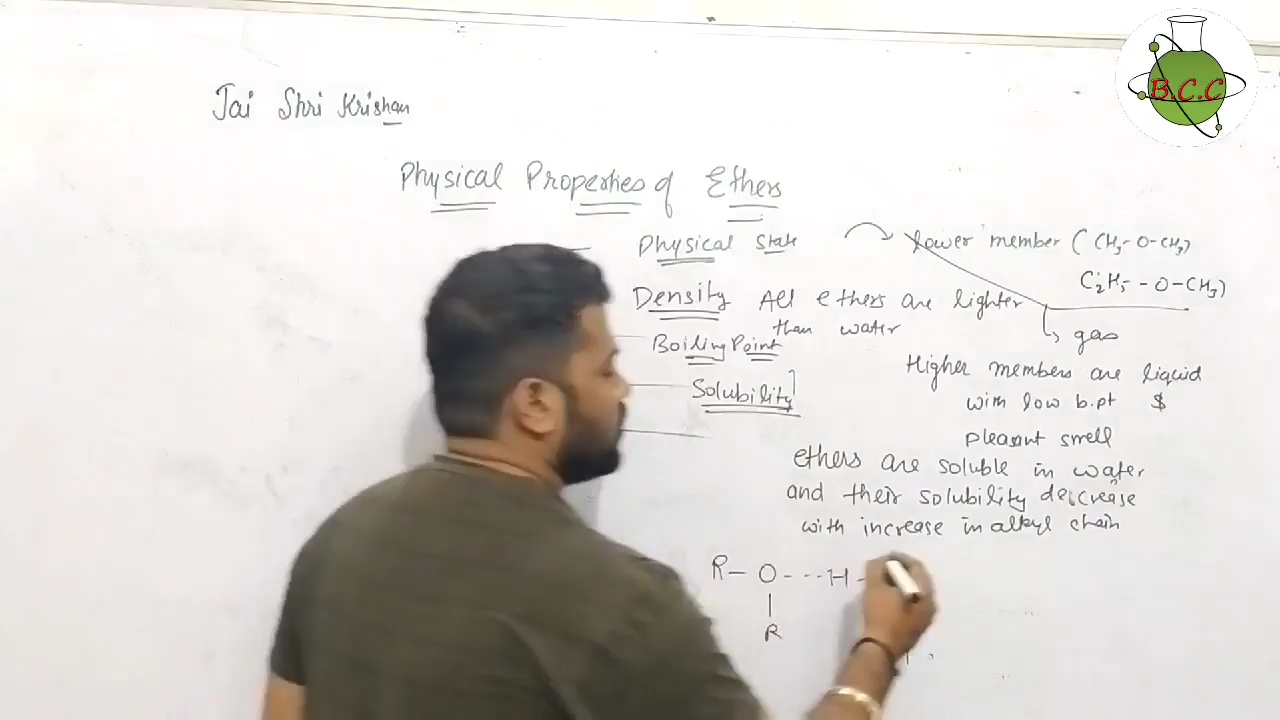 B.C.C
Jai Shri Krishan
Physical Properties of Ethers
Physical State
lower member ( CH3-O-CH3)
C2H5 - O-CH3)
gas
Density All ethers are lighter
than water
Boiling Point
Higher members are liquid
with low b.pt $
pleasant smell
Solubility
ethers are soluble in water
and their solubility decrease
with increase in alkyl chain
R- O - - - H -
R